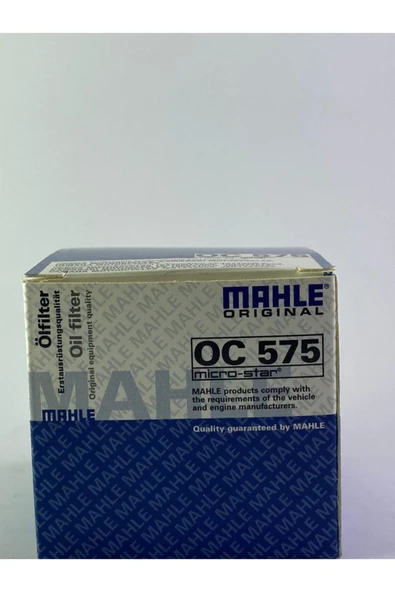 MAHLE®
ORIGINAL
OC 575
micro-star®
MAHLE products comply with
the requirements of the vehicle
and engine manufacturers.
Quality guaranteed by MAHLE
Ölfilter
Erstausrüstungsqualität
Oil filter
Original equipment quality
MAHLE
MAH